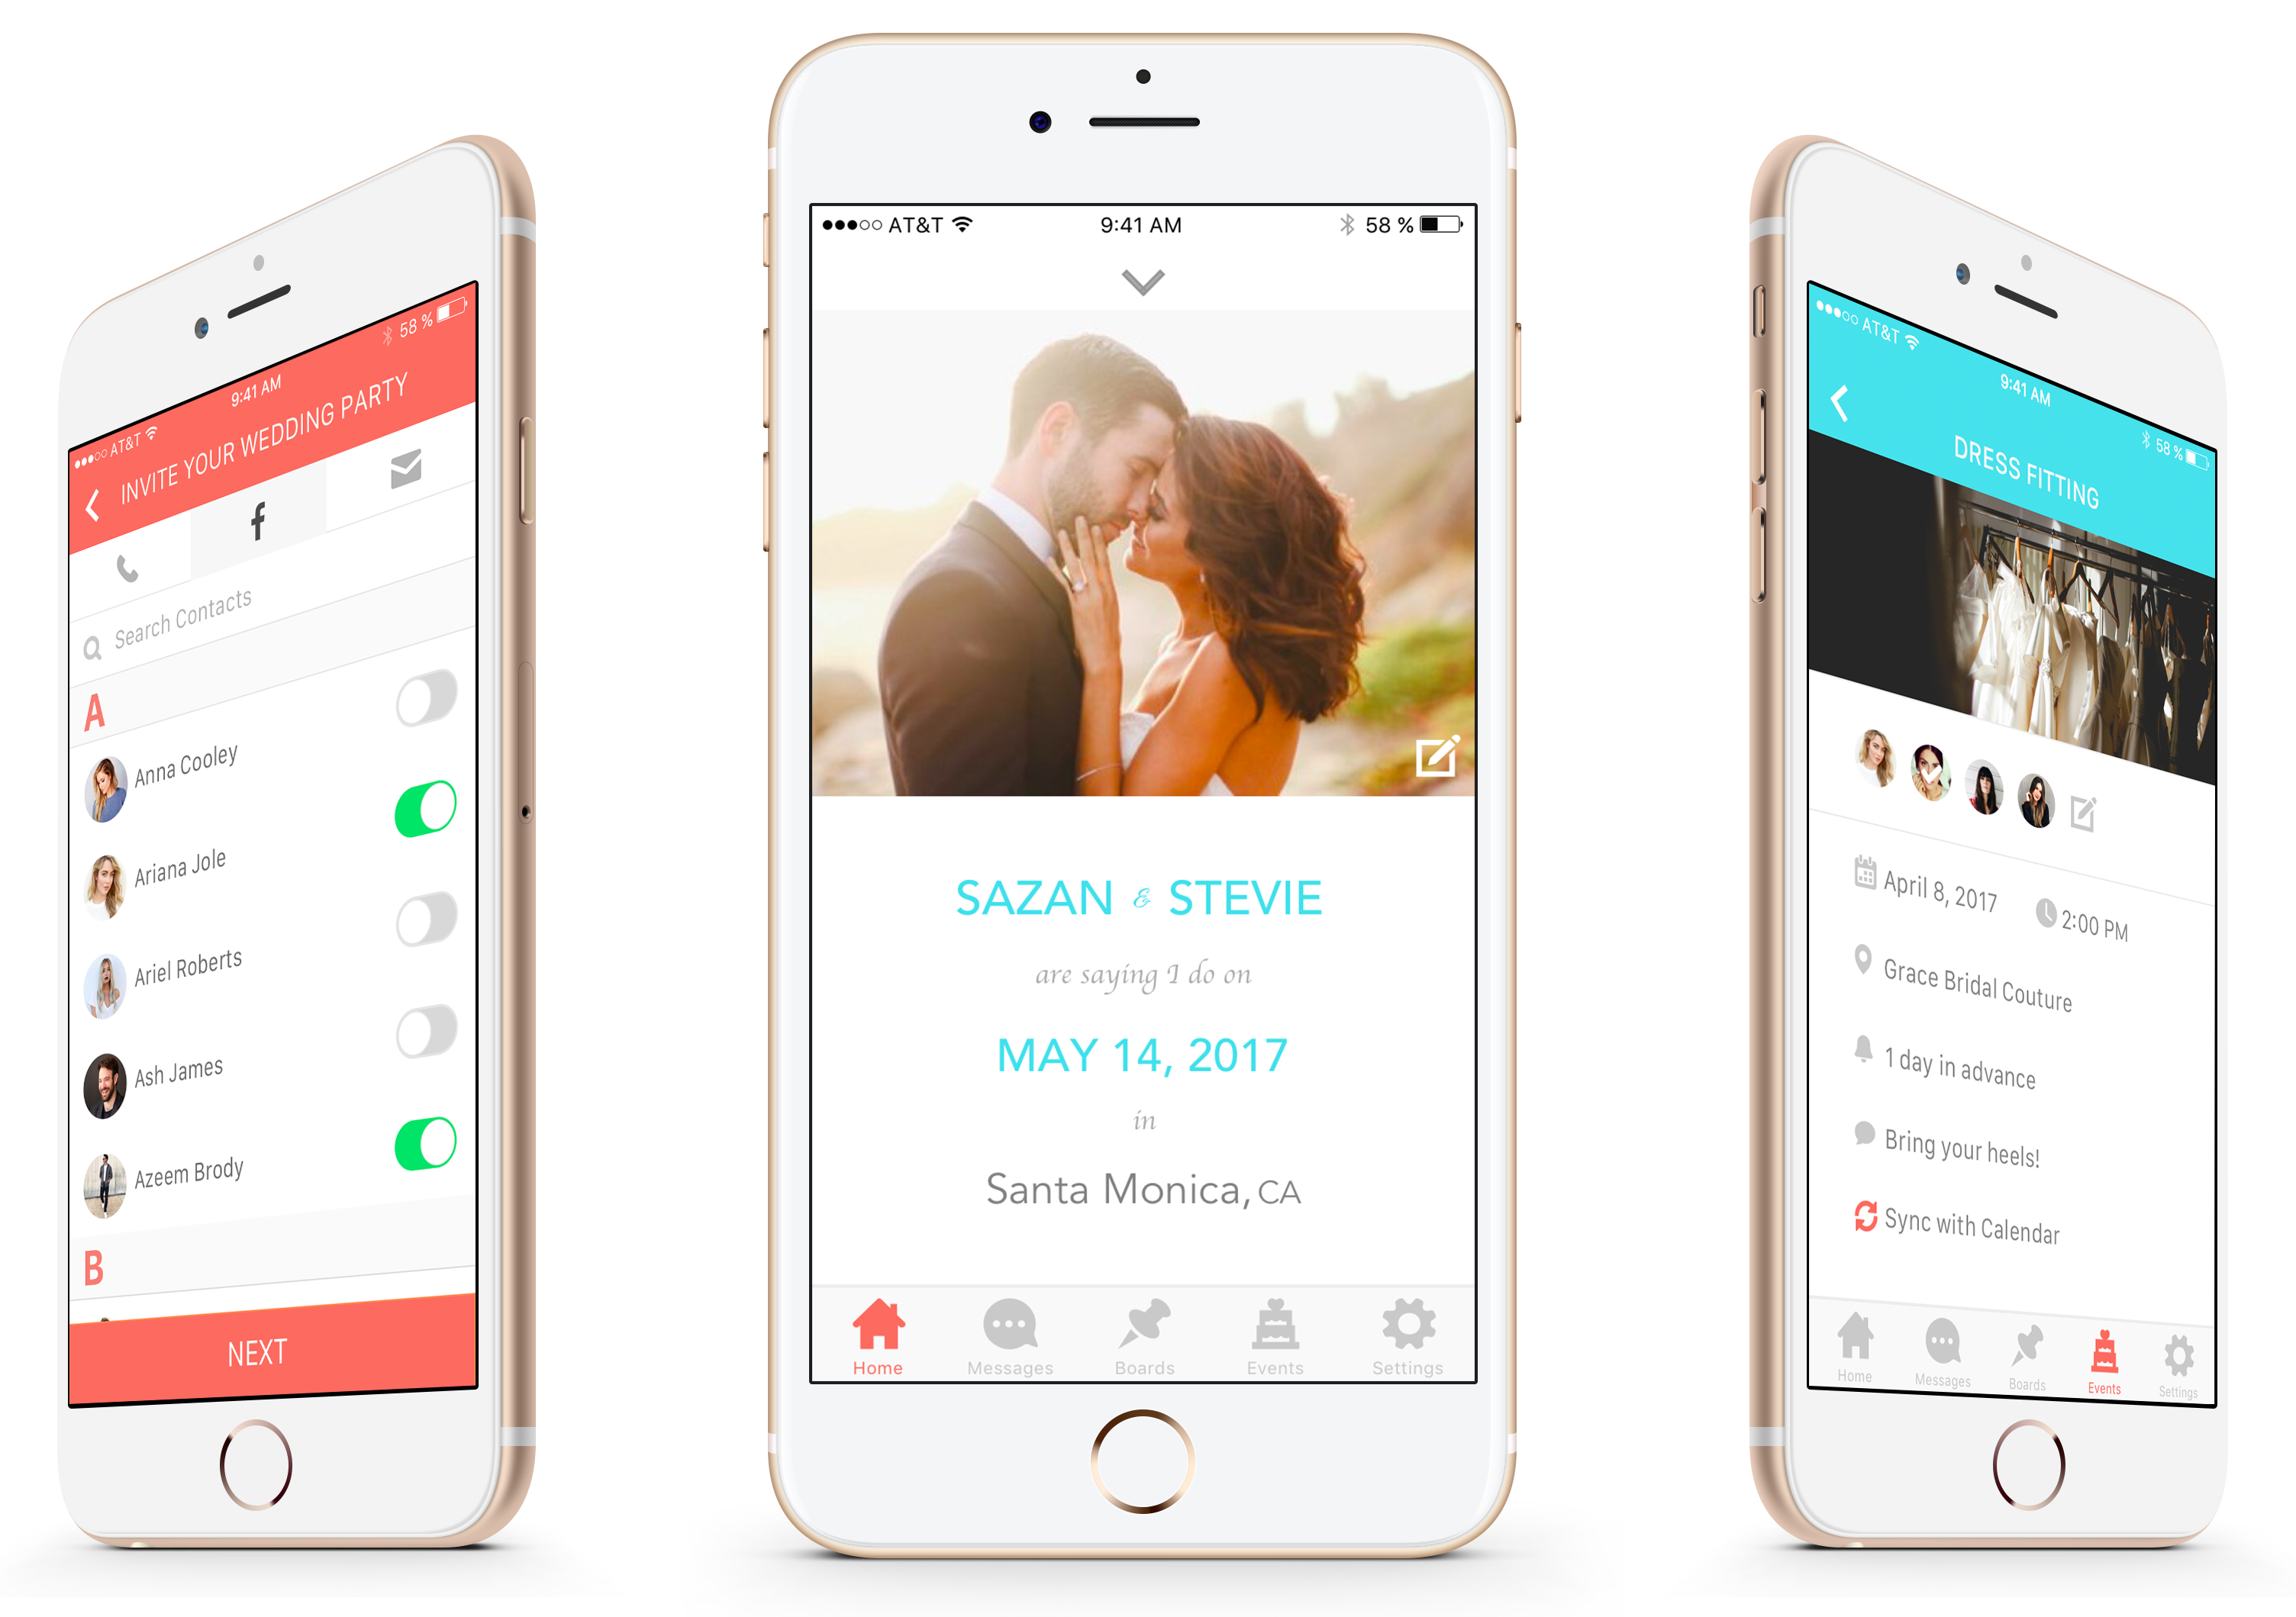 AT&T 9:41 AM 58 %
INVITE YOUR WEDDING PARTY
f
Search Contacts
A
Anna Cooley
Ariana Jole
Ariel Roberts
Ash James
Azeem Brody
B
NEXT
AT&T 9:41 AM 58 %
SAZAN & STEVIE
are saying I do on
MAY 14, 2017
in
Santa Monica, CA
Home Messages Boards Events Settings
AT&T 9:41 AM 58 %
DRESS FITTING
April 8, 2017 2:00 PM
Grace Bridal Couture
1 day in advance
Bring your heels!
Sync with Calendar
Home Messages Boards Events Settings